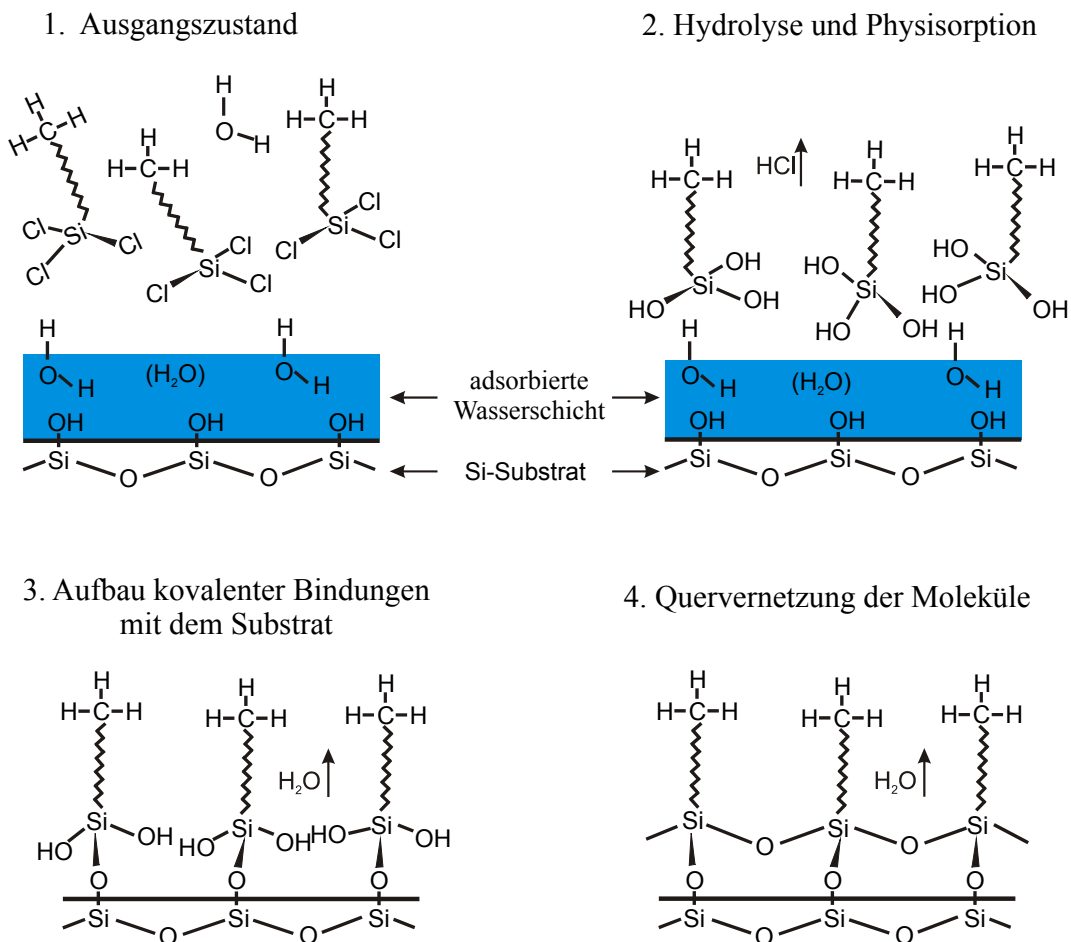 1. Ausgangszustand
2. Hydrolyse und Physisorption
H
H H
C
H
H
H C H
H
O H
H
H C H
Cl Si Cl
Cl
Cl
Si
Cl Cl
Cl
Cl Si Cl
H
H C H
HCl
H
H C H
H
H C H
OH
Si
HO OH
HO
Si
HO OH
HO
Si
HO OH
H
O H
(H₂O)
H
O H
OH OH OH
Si O Si O Si
adsorbierte
Wasserschicht
Si-Substrat
H
O H
(H₂O)
H
O H
OH OH OH
Si O Si O Si
3. Aufbau kovalenter Bindungen
mit dem Substrat
4. Quervernetzung der Moleküle
H H H
H C H H C H H C H
H₂O
Si Si Si
HO OH HO OH HO OH
O O O
Si O Si O Si
H H H
H C H H C H H C H
H₂O
Si O Si O Si
O O O
Si O Si O Si